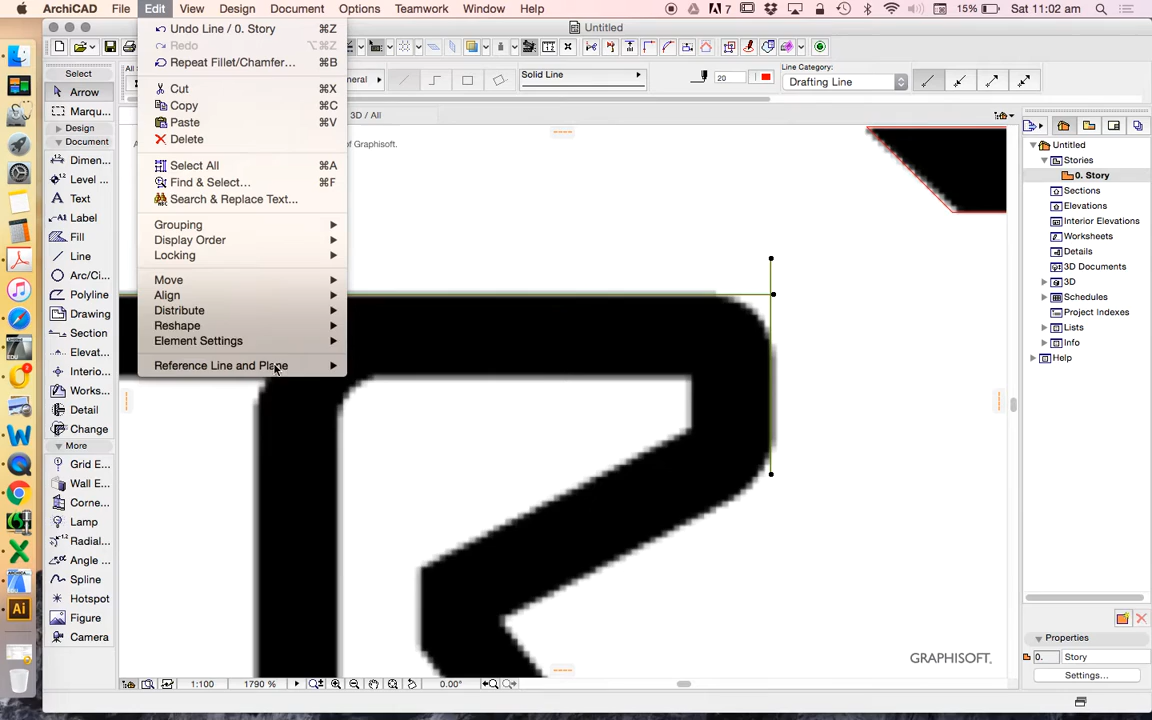 ArchiCAD File Edit View Design Document Options Teamwork Window Help 7 15% Sat 11:02 am
Untitled
Undo Line / 0. Story ⌘Z
Redo ⌥⌘Z
Repeat Fillet/Chamfer... ⌘B
Cut ⌘X
Copy ⌘C
Paste ⌘V
Delete
Select All ⌘A
Find & Select... ⌘F
Search & Replace Text... 
Grouping
Display Order
Locking
Move
Align
Distribute
Reshape
Element Settings
Reference Line and Plane
Select
Arrow
Marqu...
Design
Document
Dimen...
Level ...
Text
Label
Fill
Line
Arc/Ci...
Polyline
Drawing
Section
Elevat...
Interio...
Works...
Detail
Change
More
Grid E...
Wall E...
Corne...
Lamp
Radial...
Angle ...
Spline
Hotspot
Figure
Camera
Solid Line
20
Line Category:
Drafting Line
3D / All
of Graphisoft.
GRAPHISOFT.
1:100 1790 % 0.00°
Untitled
Stories
0. Story
Sections
Elevations
Interior Elevations
Worksheets
Details
3D Documents
3D
Schedules
Project Indexes
Lists
Info
Help
Properties
0. Story
Settings...